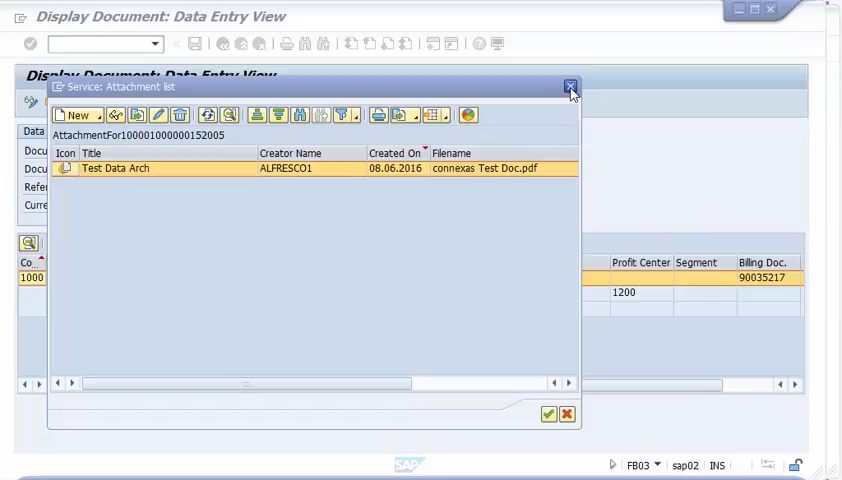 Display Document: Data Entry View
Display Document: Data Entry View
Service: Attachment list
New
AttachmentFor100001000000152005
Icon Title Creator Name Created On Filename
Test Data Arch ALFRESCO1 08.06.2016 connexas Test Doc.pdf
Data
Docu
Docu
Refer
Curre
Co... Profit Center Segment Billing Doc.
1000 90035217
1200
SAP
FB03 sap02 INS